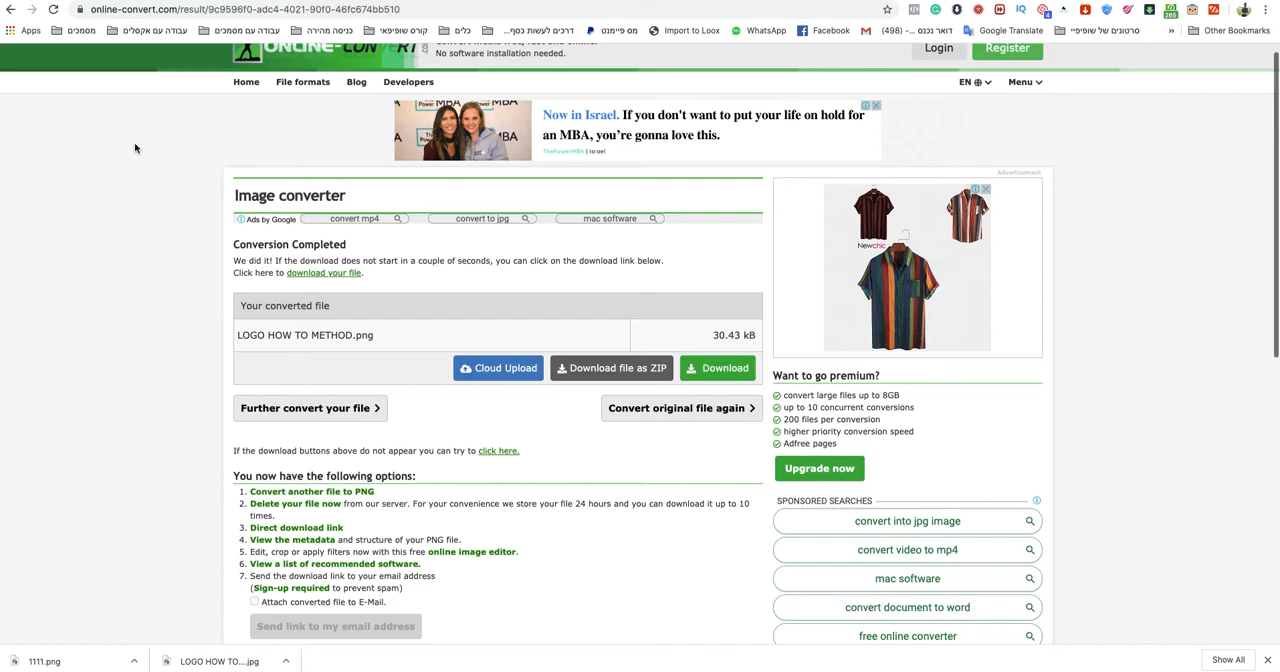 online-convert.com/result/9c9596f0-adc4-4021-90f0-46fc674bb510
Apps
מסמכים
עבודה עם אקסלים
עבודה עם מסמכים
כניסה מהירה
קורס שופיפאי
כלים
דרכים לעשות כסף...
מס פיימנט
Import to Loox
WhatsApp
Facebook
דואר נכנס - (498)
Google Translate
סרטונים של שופיפיי
»
Other Bookmarks
ONLINE-CON RT
No software installation needed.
Login
Register
Home
File formats
Blog
Developers
EN
Menu
Now in Israel. If you don't want to put your life on hold for
an MBA, you're gonna love this.
ThePowerMBA | Israel
Advertisement
Image converter
Ads by Google
convert mp4
convert to jpg
mac software
Newchic
Conversion Completed
We did it! If the download does not start in a couple of seconds, you can click on the download link below.
Click here to download your file.
Your converted file
LOGO HOW TO METHOD.png
30.43 kB
Cloud Upload
Download file as ZIP
Download
Further convert your file
Convert original file again
If the download buttons above do not appear you can try to click here.
You now have the following options:
1. Convert another file to PNG
2. Delete your file now from our server. For your convenience we store your file 24 hours and you can download it up to 10
times.
3. Direct download link
4. View the metadata and structure of your PNG file.
5. Edit, crop or apply filters now with this free online image editor.
6. View a list of recommended software.
7. Send the download link to your email address
(Sign-up required to prevent spam)
Attach converted file to E-Mail.
Send link to my email address
Want to go premium?
convert large files up to 8GB
up to 10 concurrent conversions
200 files per conversion
higher priority conversion speed
Adfree pages
Upgrade now
SPONSORED SEARCHES
convert into jpg image
convert video to mp4
mac software
convert document to word
free online converter
1111.png
LOGO HOW TO....jpg
Show All